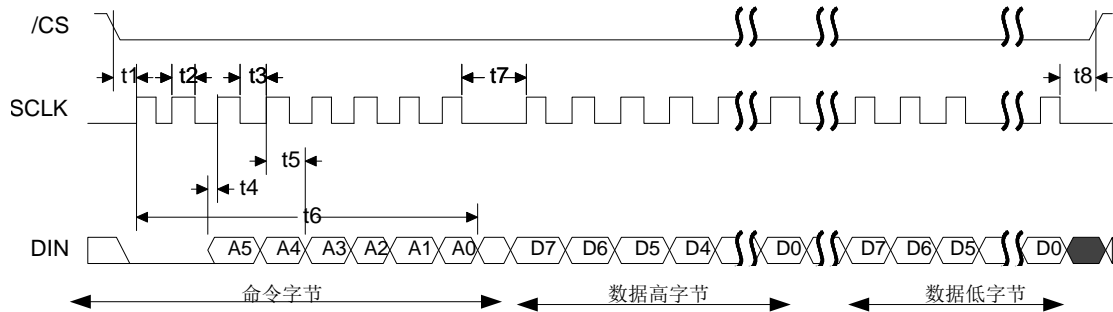 /CS
t1 t2 t3 t7 t8
SCLK
t5
t4
t6
DIN A5 A4 A3 A2 A1 A0 D7 D6 D5 D4 D0 D7 D6 D5 D0
命令字节 数据高字节 数据低字节